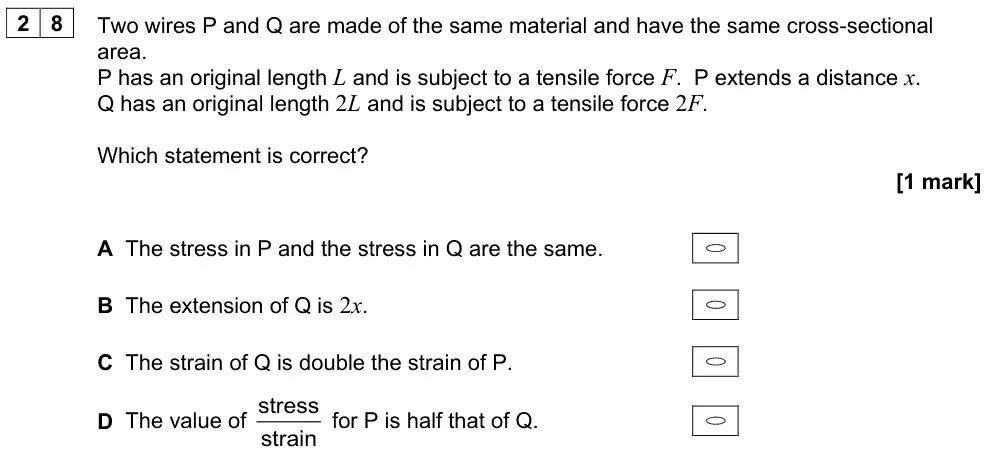 2 8 Two wires P and Q are made of the same material and have the same cross-sectional
area.
P has an original length L and is subject to a tensile force F. P extends a distance x.
Q has an original length 2L and is subject to a tensile force 2F.
Which statement is correct?
[1 mark]
A The stress in P and the stress in Q are the same.
B The extension of Q is 2x.
C The strain of Q is double the strain of P.
D The value of stress/strain for P is half that of Q.